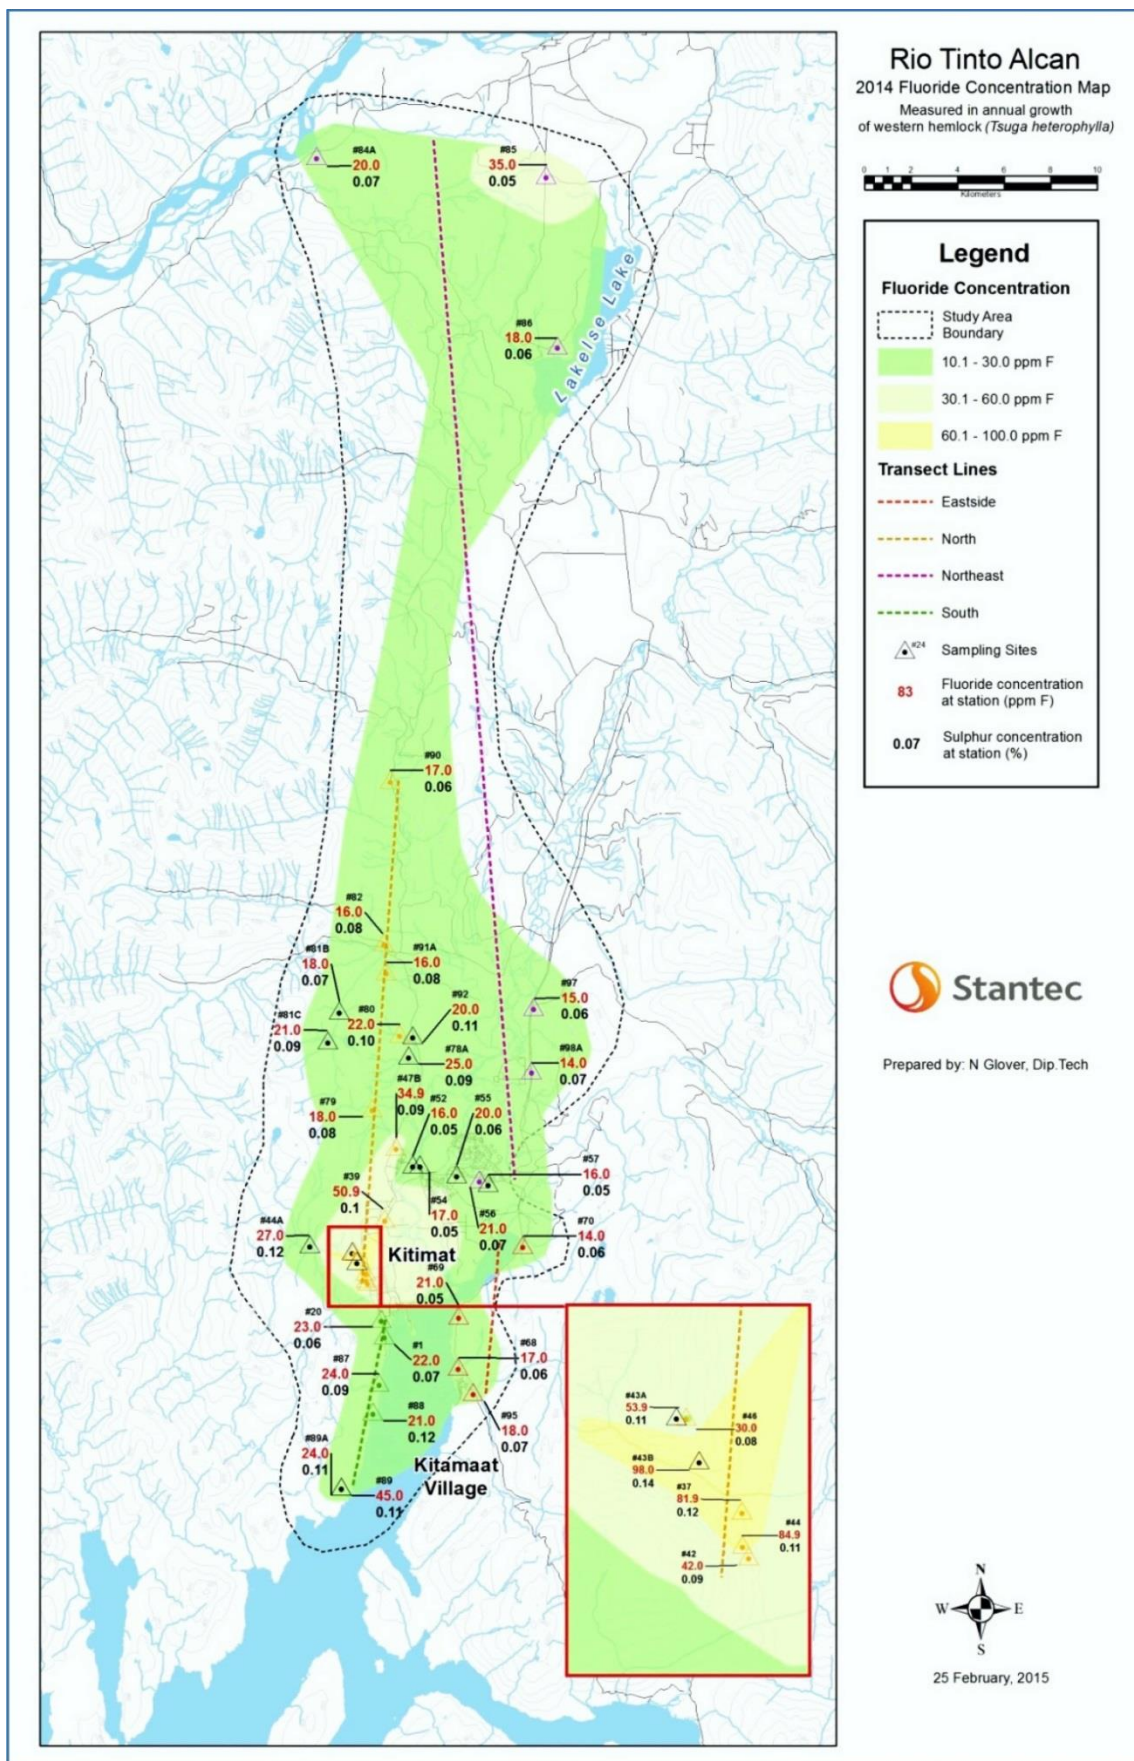 Rio Tinto Alcan
2014 Fluoride Concentration Map
Measured in annual growth
of western hemlock (Tsuga heterophylla)
0 1 2 4 6 8 10
Kilometers
Legend
Fluoride Concentration
Study Area
Boundary
10.1 - 30.0 ppm F
30.1 - 60.0 ppm F
60.1 - 100.0 ppm F
Transect Lines
Eastside
North
Northeast
South
#24
Sampling Sites
83
Fluoride concentration
at station (ppm F)
0.07
Sulphur concentration
at station (%)
Stantec
Prepared by: N Glover, Dip.Tech
N
W E
S
25 February, 2015
#84A
20.0
0.07
#85
35.0
0.05
#86
18.0
0.06
Lakelse Lake
#90
17.0
0.06
#82
16.0
0.08
#91A
16.0
0.08
#81B
18.0
0.07
#92
20.0
0.11
#97
15.0
0.06
#80
22.0
0.10
#81C
21.0
0.09
#78A
25.0
0.09
#98A
14.0
0.07
#47B
34.9
0.09
#52
16.0
0.05
#55
20.0
0.06
#79
18.0
0.08
#57
16.0
0.05
#39
50.9
0.1
#54
17.0
0.05
#56
21.0
0.07
#44A
27.0
0.12
#70
14.0
0.06
Kitimat
#69
21.0
0.05
#20
23.0
0.06
#1
22.0
0.07
#68
17.0
0.06
#87
24.0
0.09
#88
21.0
0.12
#95
18.0
0.07
#89A
24.0
0.11
Kitamaat
Village
#89
45.0
0.11
#43A
53.9
0.11
#46
30.0
0.08
#43B
98.0
0.14
#37
81.9
0.12
#44
84.9
0.11
#42
42.0
0.09